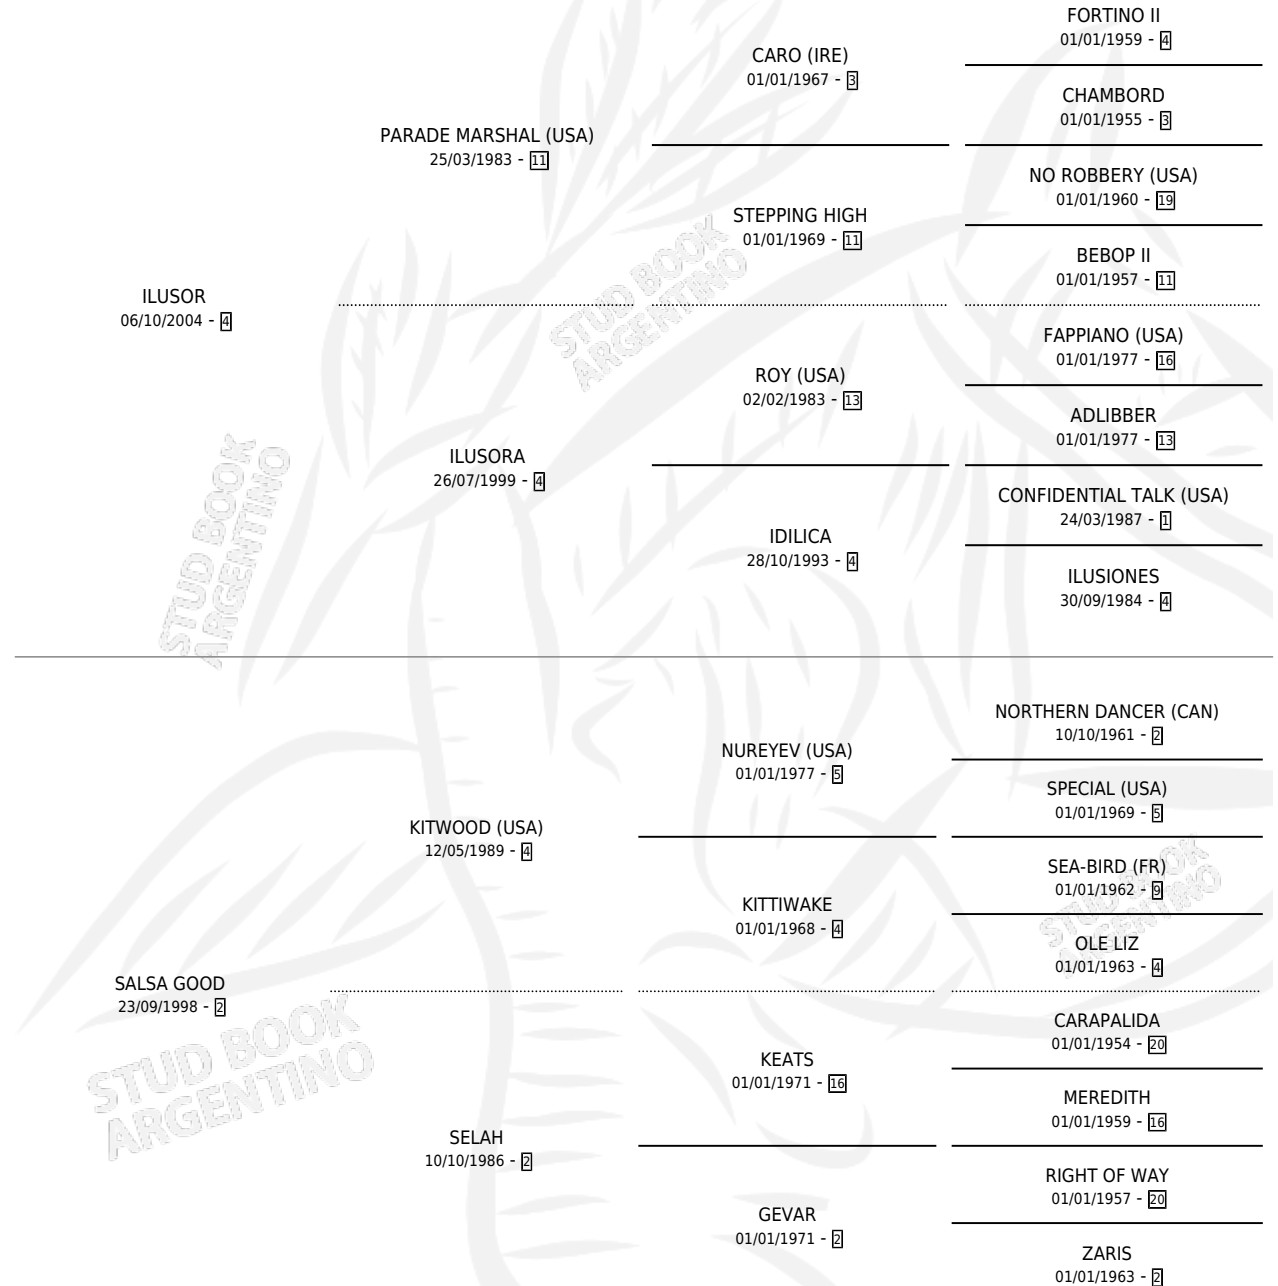 FORTINO II
01/01/1959 - 4
CARO (IRE)
01/01/1967 - 3
CHAMBORD
01/01/1955 - 3
PARADE MARSHAL (USA)
25/03/1983 - 11
NO ROBBERY (USA)
01/01/1960 - 19
STEPPING HIGH
01/01/1969 - 11
BEBOP II
01/01/1957 - 11
ILUSOR
06/10/2004 - 4
STUD BOOK
ARGENTINO
FAPPIANO (USA)
01/01/1977 - 16
ROY (USA)
02/02/1983 - 13
ADLIBBER
01/01/1977 - 13
ILUSORA
26/07/1999 - 4
CONFIDENTIAL TALK (USA)
24/03/1987 - 1
IDILICA
28/10/1993 - 4
ILUSIONES
30/09/1984 - 4
STUD BOOK
ARGENTINO
NORTHERN DANCER (CAN)
10/10/1961 - 2
NUREYEV (USA)
01/01/1977 - 5
SPECIAL (USA)
01/01/1969 - 5
KITWOOD (USA)
12/05/1989 - 4
SEA-BIRD (FR)
01/01/1962 - 9
KITTIWAKE
01/01/1968 - 4
OLE LIZ
01/01/1963 - 4
STUD BOOK
ARGENTINO
SALSA GOOD
23/09/1998 - 2
CARAPALIDA
01/01/1954 - 20
KEATS
01/01/1971 - 16
MEREDITH
01/01/1959 - 16
STUD BOOK
ARGENTINO
SELAH
10/10/1986 - 2
RIGHT OF WAY
01/01/1957 - 20
GEVAR
01/01/1971 - 2
ZARIS
01/01/1963 - 2